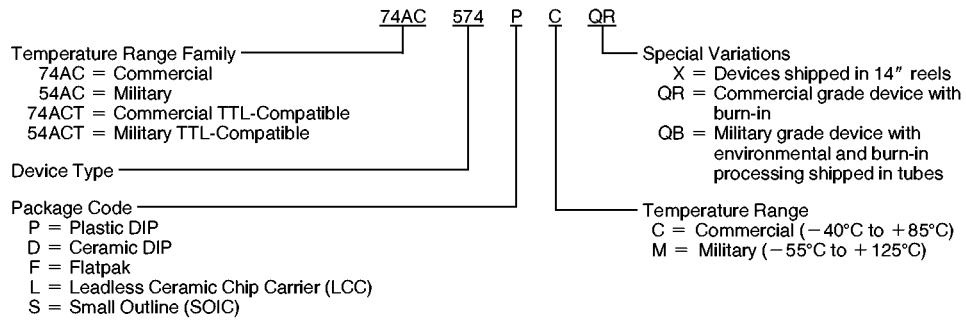 74AC 574 P C QR
Temperature Range Family
74AC = Commercial
54AC = Military
74ACT = Commercial TTL-Compatible
54ACT = Military TTL-Compatible
Device Type
Package Code
P = Plastic DIP
D = Ceramic DIP
F = Flatpak
L = Leadless Ceramic Chip Carrier (LCC)
S = Small Outline (SOIC)
Special Variations
X = Devices shipped in 14″ reels
QR = Commercial grade device with
burn-in
QB = Military grade device with
environmental and burn-in
processing shipped in tubes
Temperature Range
C = Commercial (−40°C to +85°C)
M = Military (−55°C to +125°C)